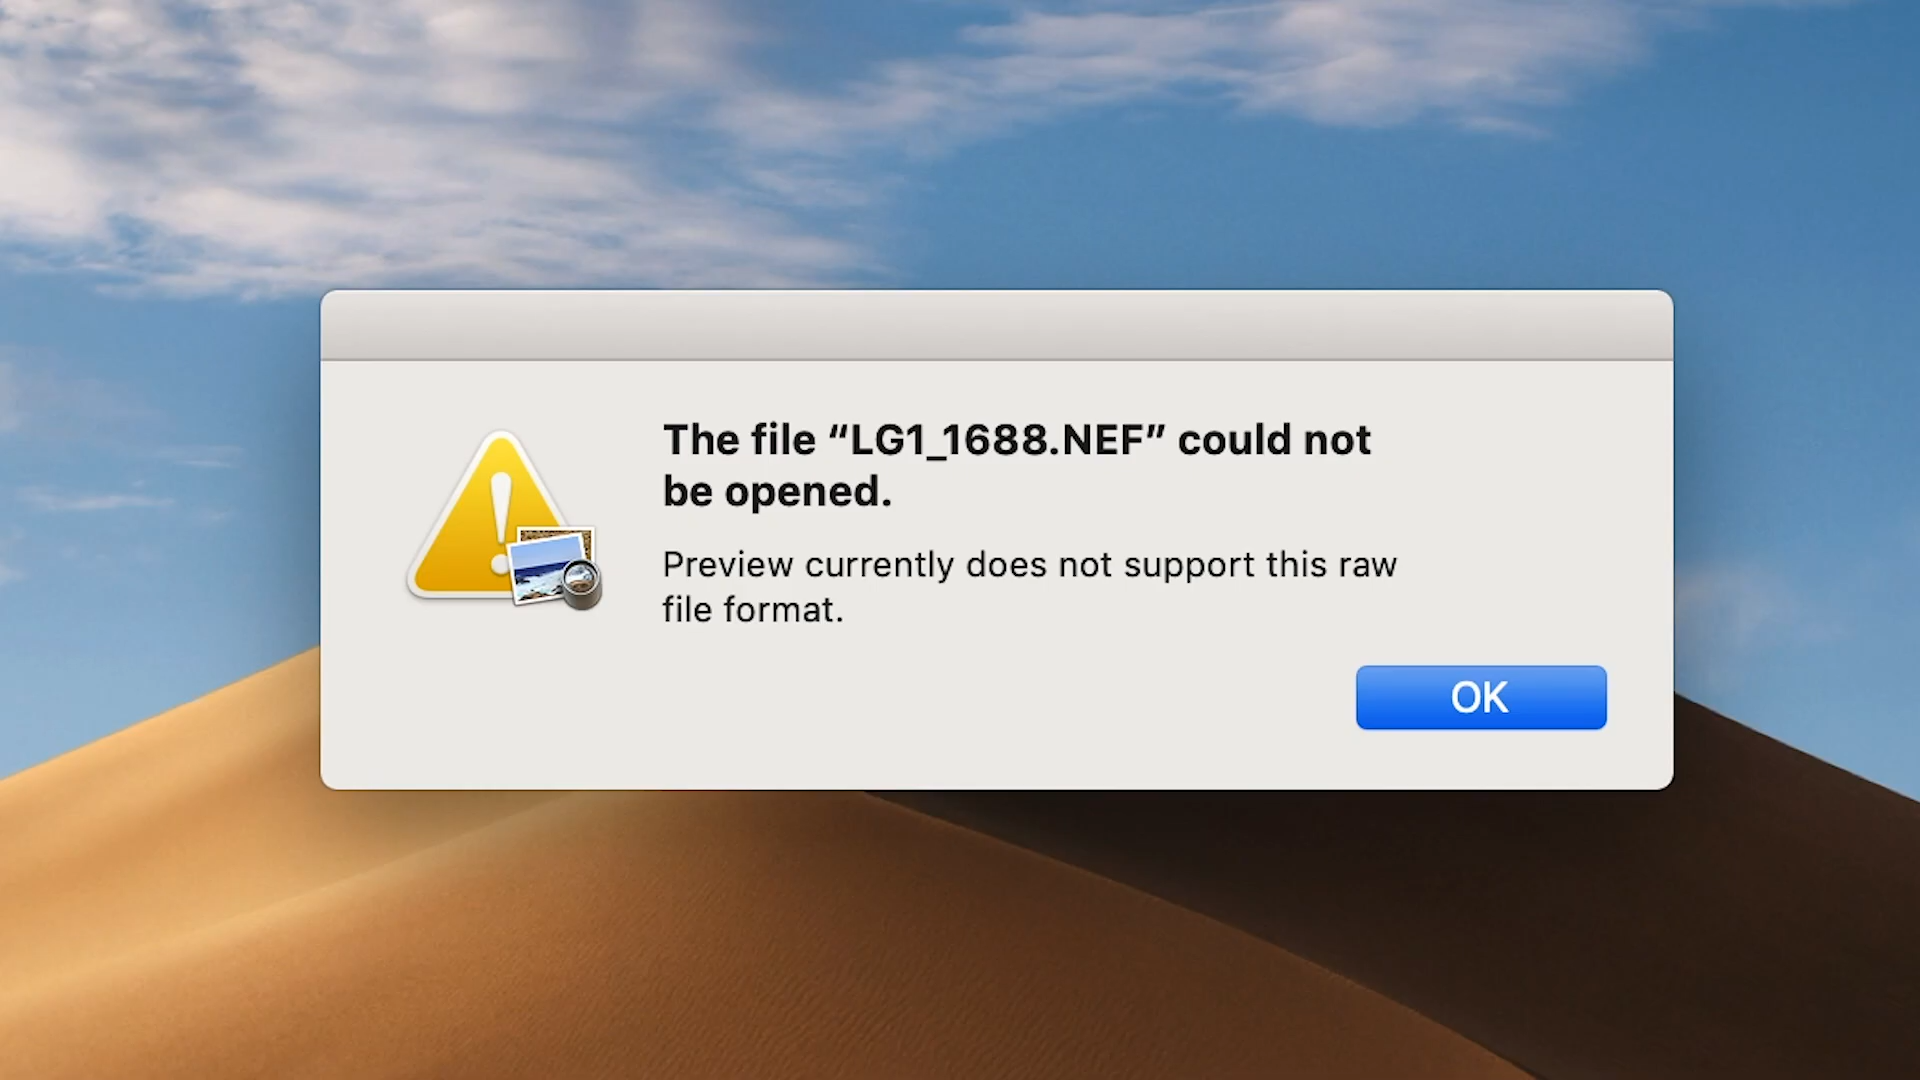 The file “LG1_1688.NEF” could not
be opened.
Preview currently does not support this raw
file format.
OK